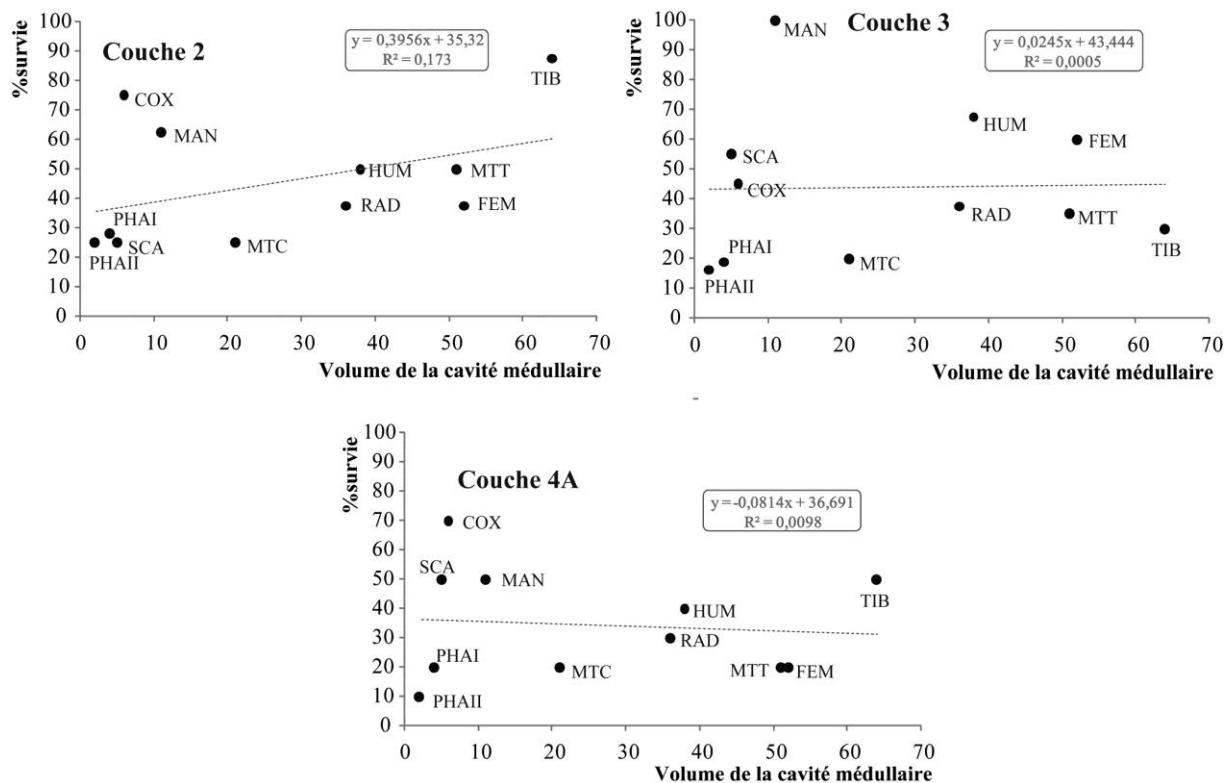 Couche 2
y = 0,3956x + 35,32
R² = 0,173
%survie
100
90
80
70
60
50
40
30
20
10
0
COX
MAN
TIB
HUM
MTT
RAD
FEM
PHAI
SCA
PHAII
MTC
0 10 20 30 40 50 60 70
Volume de la cavité médullaire
Couche 3
y = 0,0245x + 43,444
R² = 0,0005
%survie
100
90
80
70
60
50
40
30
20
10
0
MAN
HUM
FEM
SCA
COX
RAD
MTT
TIB
PHAI
MTC
PHAII
0 10 20 30 40 50 60 70
Volume de la cavité médullaire
-
Couche 4A
y = -0,0814x + 36,691
R² = 0,0098
%survie
100
90
80
70
60
50
40
30
20
10
0
COX
SCA
MAN
TIB
HUM
RAD
PHAI
MTC
MTT
FEM
PHAII
0 10 20 30 40 50 60 70
Volume de la cavité médullaire